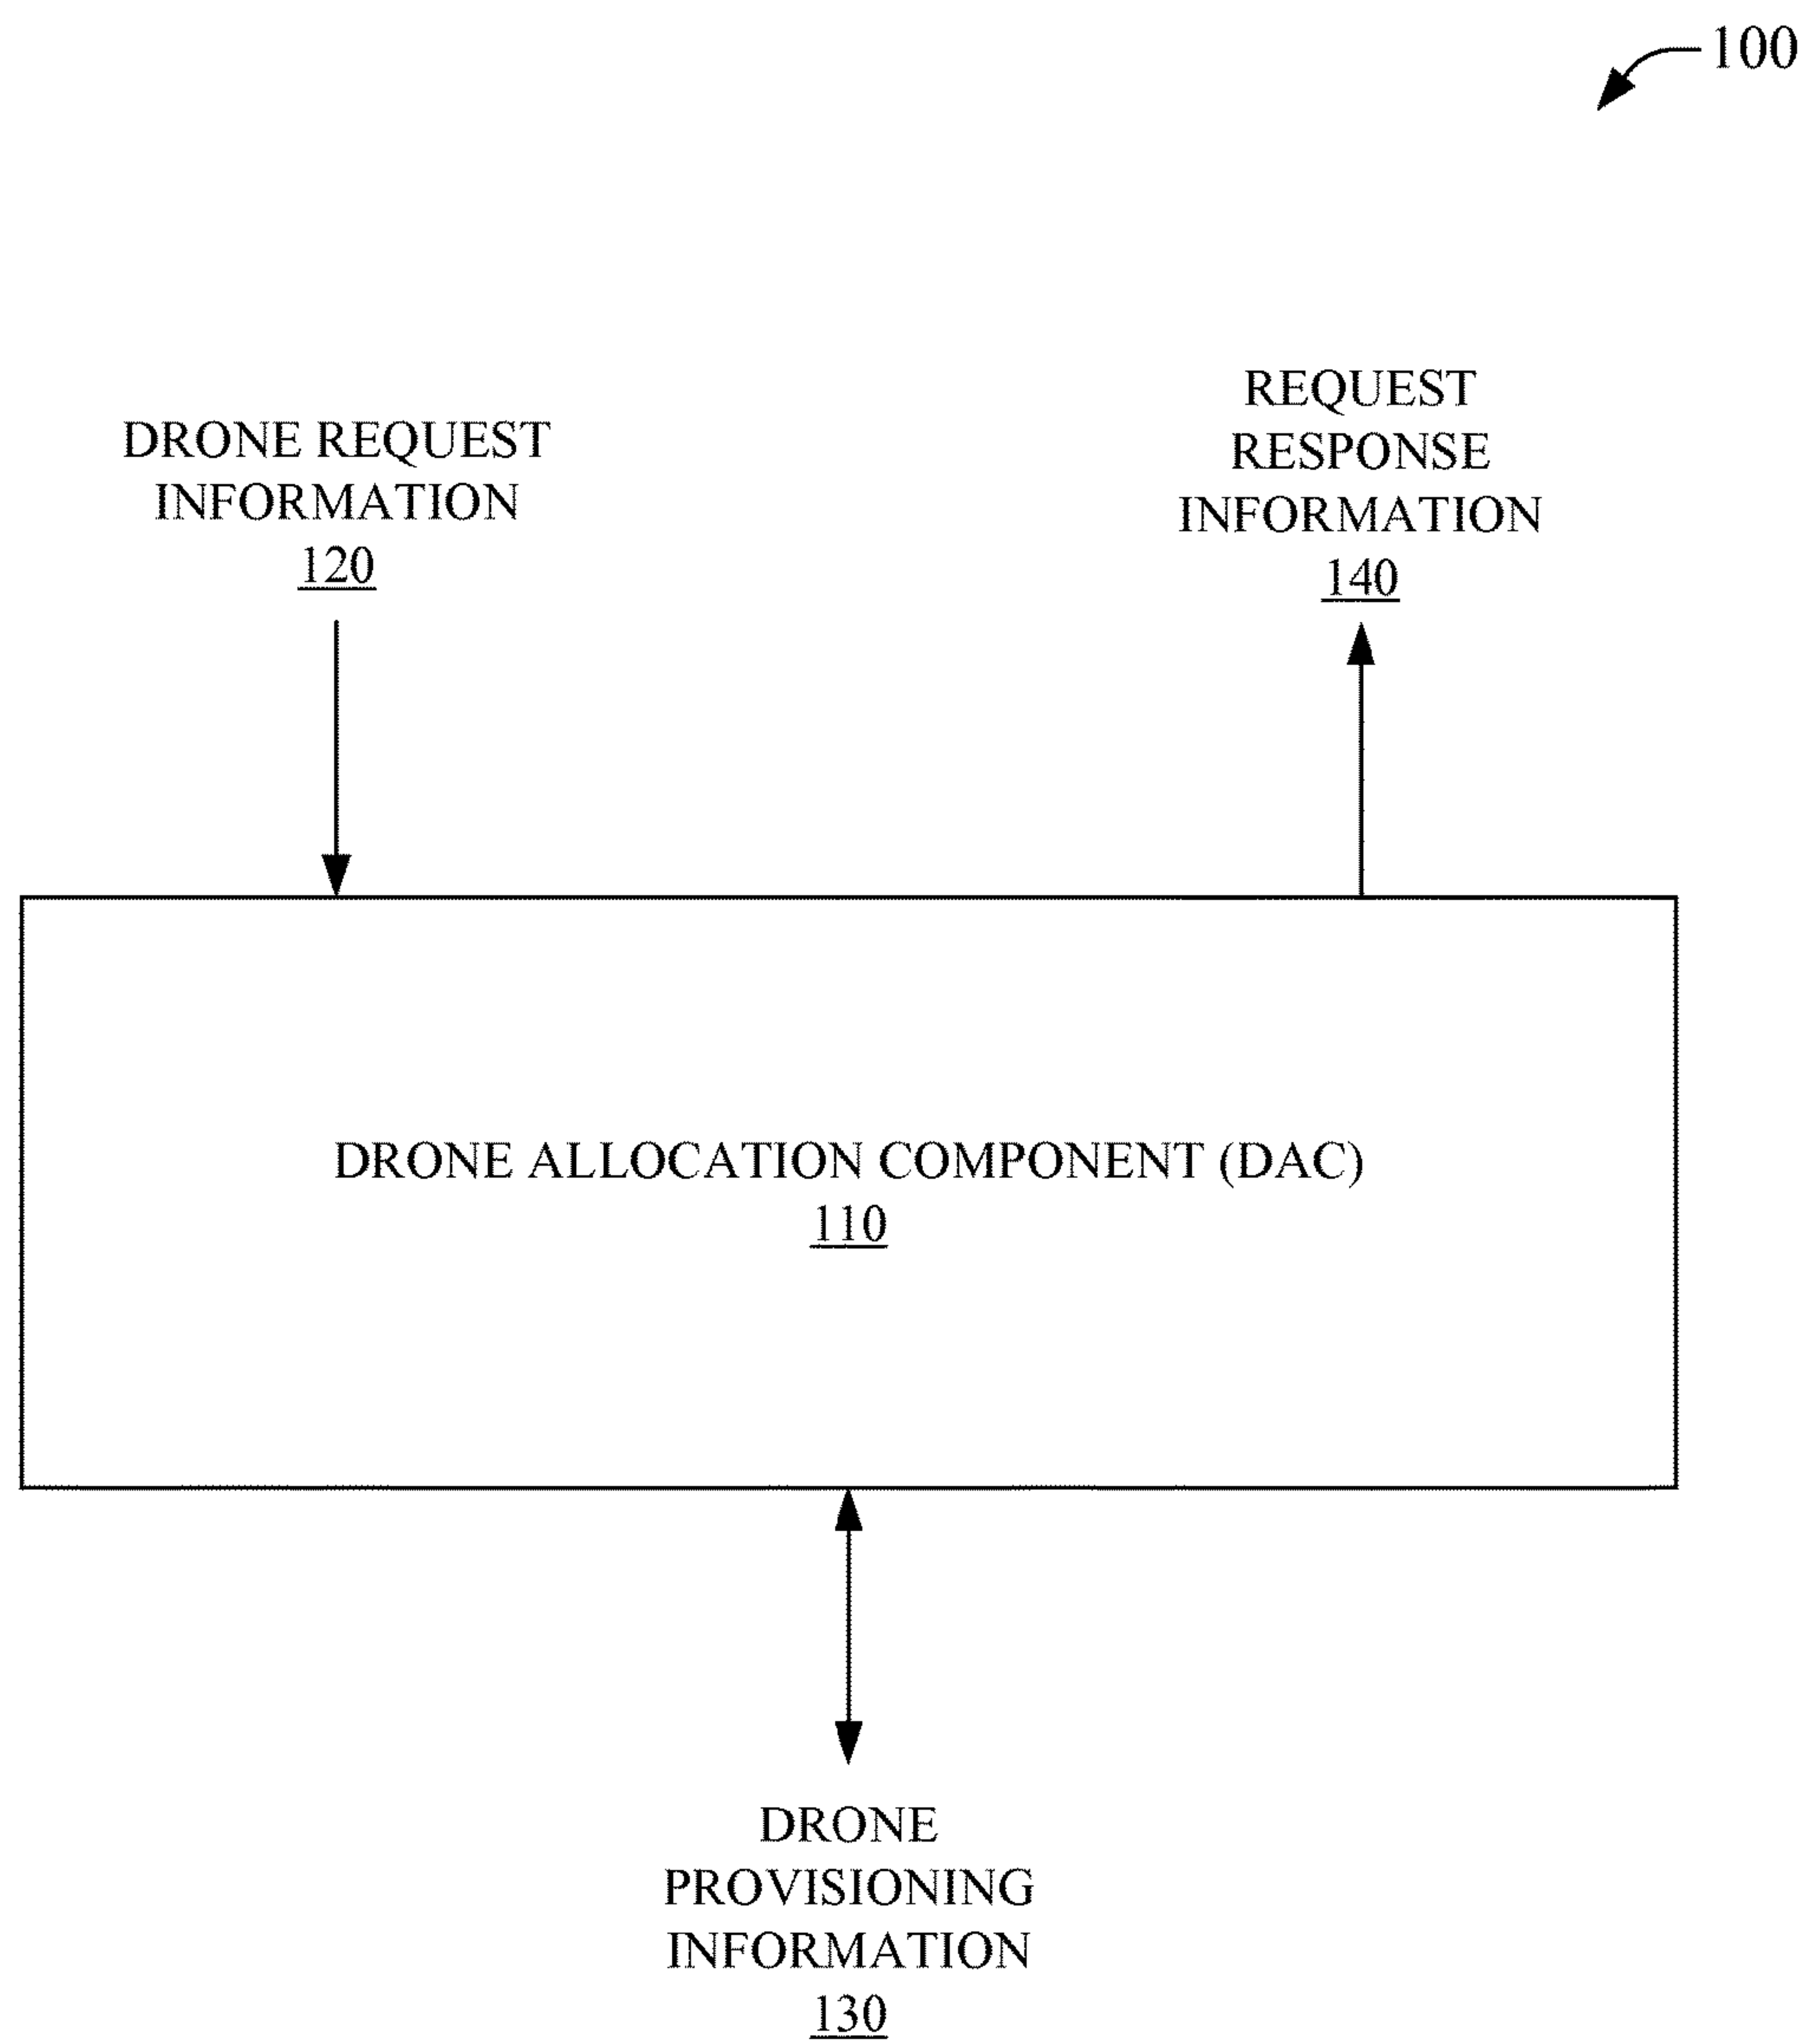 100
DRONE REQUEST
INFORMATION
120
REQUEST
RESPONSE
INFORMATION
140
DRONE ALLOCATION COMPONENT (DAC)
110
DRONE
PROVISIONING
INFORMATION
130